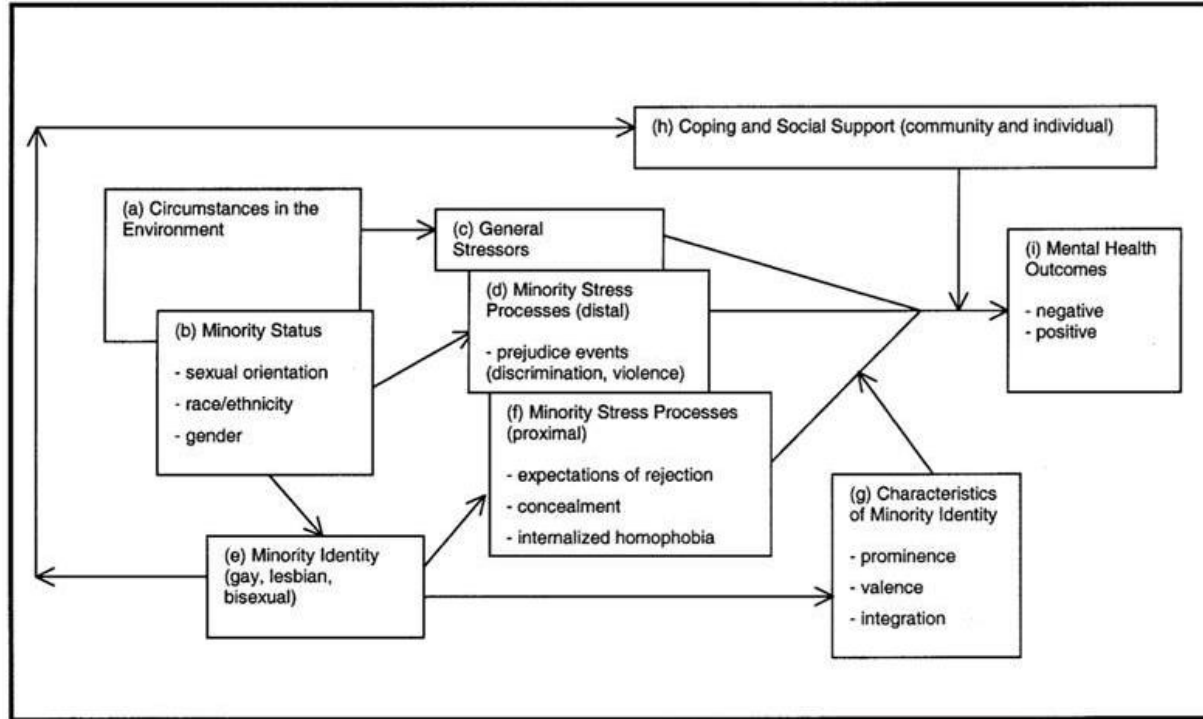 (h) Coping and Social Support (community and individual)
(a) Circumstances in the
Environment
(c) General
Stressors
(i) Mental Health
Outcomes
- negative
- positive
(d) Minority Stress
Processes (distal)
- prejudice events
(discrimination, violence)
(b) Minority Status
- sexual orientation
- race/ethnicity
- gender
(f) Minority Stress Processes
(proximal)
- expectations of rejection
- concealment
- internalized homophobia
(g) Characteristics
of Minority Identity
- prominence
- valence
- integration
(e) Minority Identity
(gay, lesbian,
bisexual)